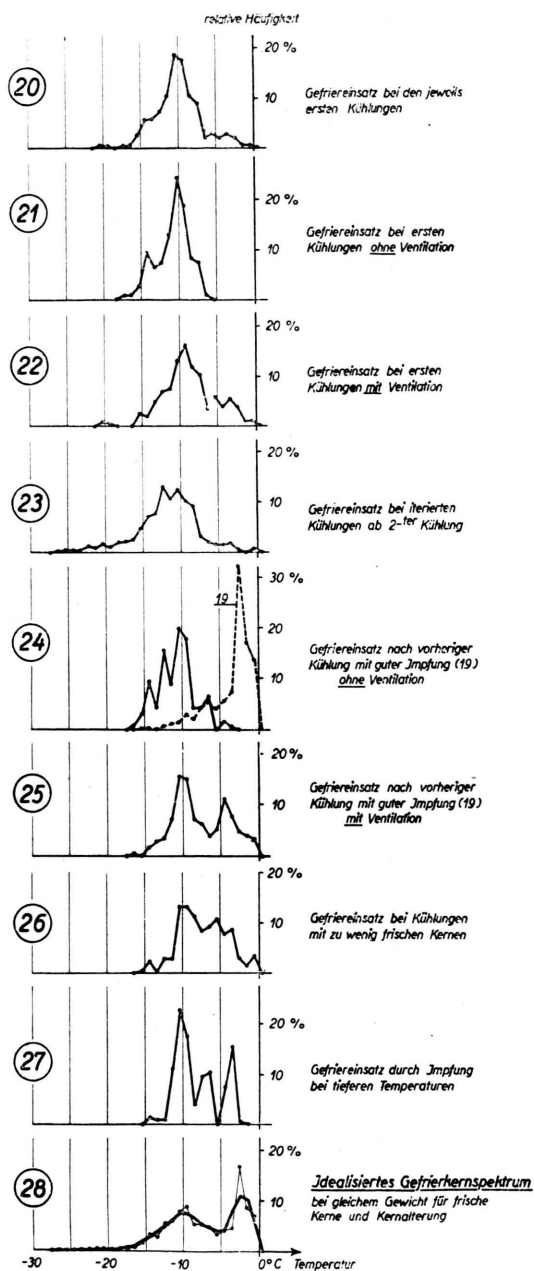 relative Häufigkeit
20 %
20
10
Gefriereinsatz bei den jeweils
ersten Kühlungen
20 %
21
10
Gefriereinsatz bei ersten
Kühlungen ohne Ventilation
20 %
22
10
Gefriereinsatz bei ersten
Kühlungen mit Ventilation
20 %
23
10
Gefriereinsatz bei iterierten
Kühlungen ab 2-ter Kühlung
30 %
19
24
20
10
Gefriereinsatz nach vorheriger
Kühlung mit guter Jmpfung (19)
ohne Ventilation
20 %
25
10
Gefriereinsatz nach vorheriger
Kühlung mit guter Jmpfung (19)
mit Ventilation
20 %
26
10
Gefriereinsatz bei Kühlungen
mit zu wenig frischen Kernen
20 %
27
10
Gefriereinsatz durch Jmpfung
bei tieferen Temperaturen
20 %
28
10
Jdealisiertes Gefrierkernspektrum
bei gleichem Gewicht für frische
Kerne und Kernalterung
-30 -20 -10 0°C Temperatur